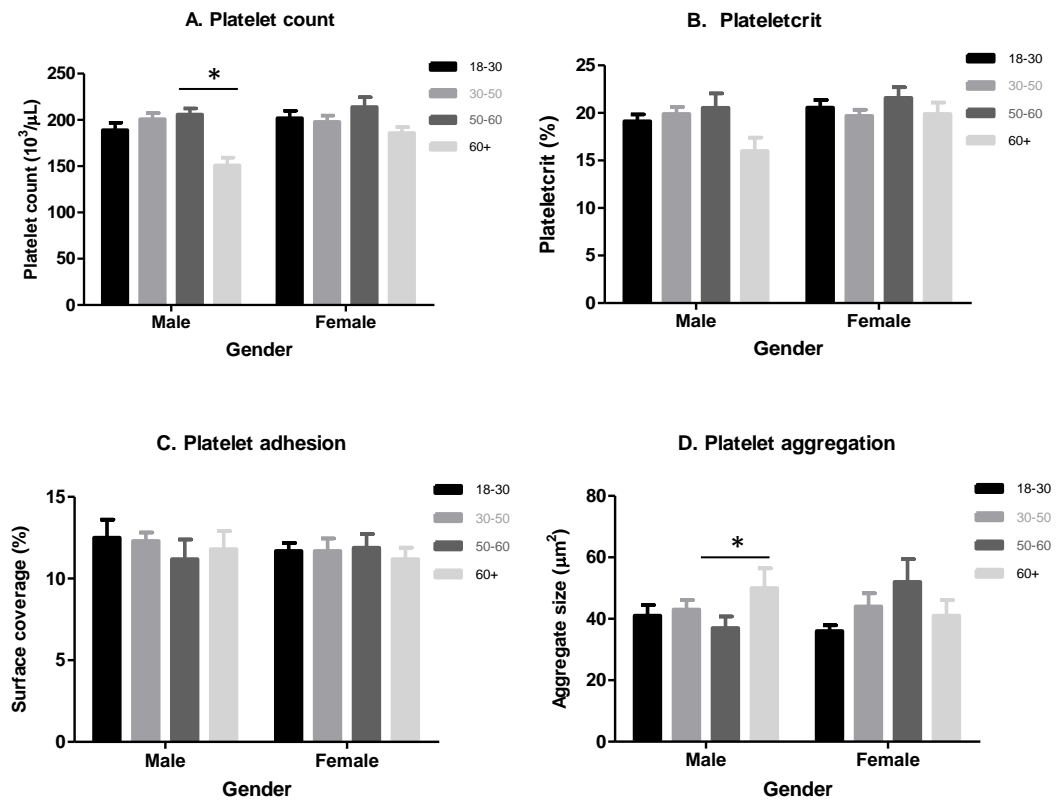 A. Platelet count
Platelet count (10³/µL)
250
200
150
100
50
0
*
Male
Female
Gender
18-30
30-50
50-60
60+
B. Plateletcrit
Plateletcrit (%)
25
20
15
10
5
0
Male
Female
Gender
18-30
30-50
50-60
60+
C. Platelet adhesion
Surface coverage (%)
15
10
5
0
Male
Female
Gender
18-30
30-50
50-60
60+
D. Platelet aggregation
Aggregate size (µm²)
80
60
40
20
0
*
Male
Female
Gender
18-30
30-50
50-60
60+